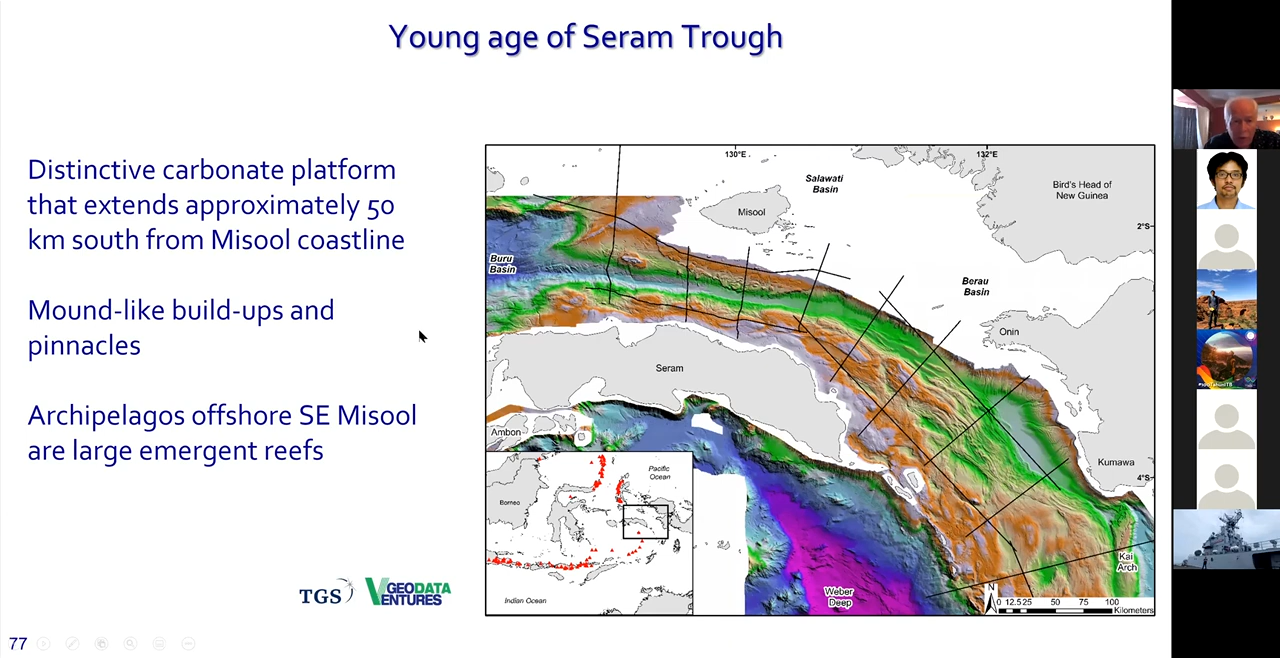 Young age of Seram Trough
Distinctive carbonate platform
that extends approximately 50
km south from Misool coastline
Mound-like build-ups and
pinnacles
Archipelagos offshore SE Misool
are large emergent reefs
130°E
132°E
Salawati
Basin
Bird's Head of
New Guinea
Misool
2°S
Buru
Basin
Berau
Basin
Onin
Seram
Ambon
Kumawa
4°S
Pacific
Ocean
Borneo
Indian Ocean
Kai
Arch
Weber
Deep
N
0 12.5 25 50 75 100
Kilometers
TGS
GEODATA
VENTURES
77